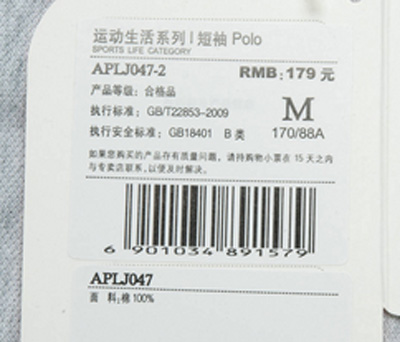 运动生活系列 | 短袖 Polo
SPORTS LIFE CATEGORY
APLJ047-2 RMB: 179 元
产品等级: 合格品
执行标准: GB/T22853-2009 M
执行安全标准: GB18401 B 类 170/88A
如果您购买的产品存有质量问题, 请持购物小票在 15 天之内
与专卖店联系, 以便及时解决。
6 901034 891579
APLJ047
面 料: 棉 100%